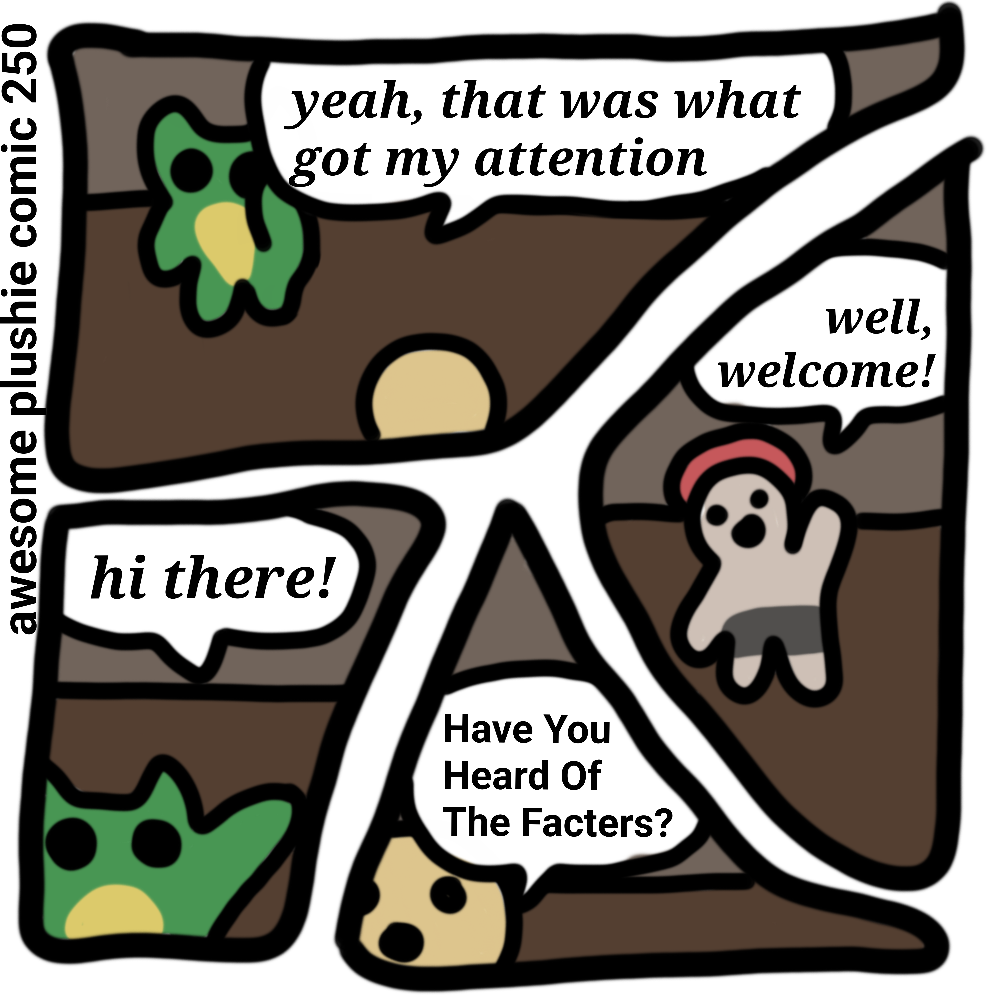 awesome plushie comic 250
yeah, that was what
got my attention
well,
welcome!
hi there!
Have You
Heard Of
The Facters?